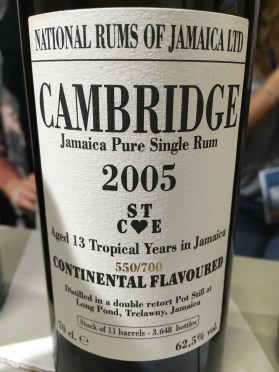 NATIONAL RUMS OF JAMAICA LTD
CAMBRIDGE
Jamaica Pure Single Rum
2005
S T
C♥E
Aged 13 Tropical Years in Jamaica
550/700
CONTINENTAL FLAVOURED
Distilled in a double retort Pot Still at
Long Pond, Trelawny, Jamaica
Stock of 11 barrels - 3.648 bottles
70 cl. 62,5% vol.